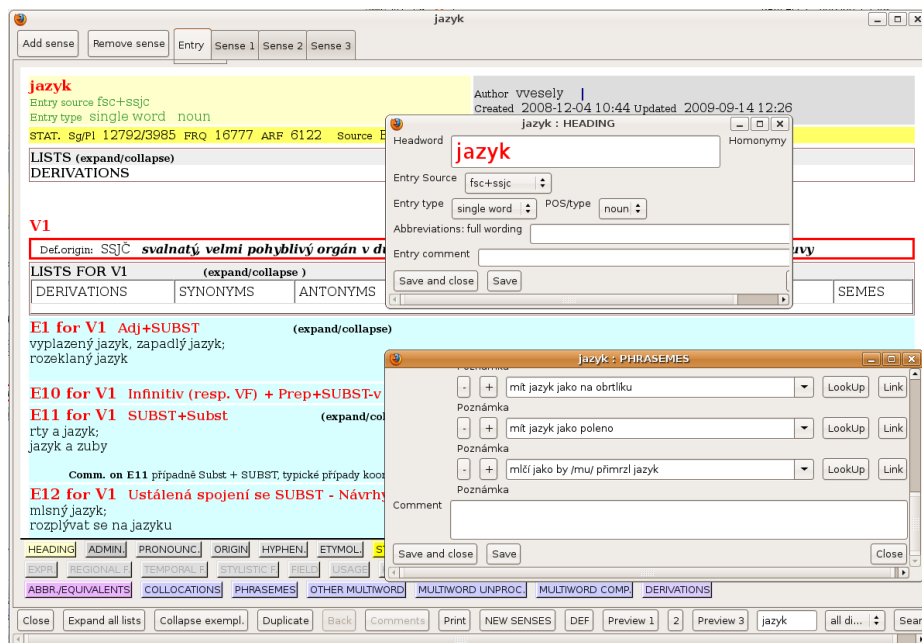 jazyk
Add sense
Remove sense
Entry
Sense 1
Sense 2
Sense 3
jazyk
Entry source fsc+ssjc
Entry type single word noun
Author vvesely
Created 2008-12-04 10:44 Updated 2009-09-14 12:26
STAT. Sg/Pl 12792/3985 FRQ 16777 ARF 6122 Source
LISTS (expand/collapse)
DERIVATIONS
V1
Def.origin: SSJČ svalnatý, velmi pohyblivý orgán v
LISTS FOR V1 (expand/collapse )
DERIVATIONS
SYNONYMS
ANTONYMS
SEMES
E1 for V1 Adj+SUBST (expand/collapse)
vyplazený jazyk, zapadlý jazyk;
rozeklaný jazyk
E10 for V1 Infinitiv (resp. VF) + Prep+SUBST-v
E11 for V1 SUBST+Subst
rty a jazyk;
jazyk a zuby
Comm. on E11 případně Subst + SUBST, typické případy
E12 for V1 Ustálená spojení se SUBST - Návrhy
mlsný jazyk;
rozplývat se na jazyku
jazyk : HEADING
Headword
jazyk
Homonymy
Entry Source
fsc+ssjc
Entry type
single word
POS/type
noun
Abbreviations: full wording
Entry comment
Save and close
Save
jazyk : PHRASEMES
Poznámka
- + mít jazyk jako na obrtlíku LookUp Link
Poznámka
- + mít jazyk jako poleno LookUp Link
Poznámka
- + mlčí jako by /mu/ přimrzl jazyk LookUp Link
Poznámka
Comment
Save and close
Save
Close
HEADING
ADMIN.
PRONOUNC.
ORIGIN
HYPHEN.
ETYMOL.
EXPR.
REGIONAL F.
TEMPORAL F.
STYLISTIC F.
FIELD
USAGE
ABBR./EQUIVALENTS
COLLOCATIONS
PHRASEMES
OTHER MULTIWORD
MULTIWORD UNPROC.
MULTIWORD COMP.
DERIVATIONS
Close
Expand all lists
Collapse exempl.
Duplicate
Back
Comments
Print
NEW SENSES
DEF
Preview 1
2
Preview 3
jazyk
all di...